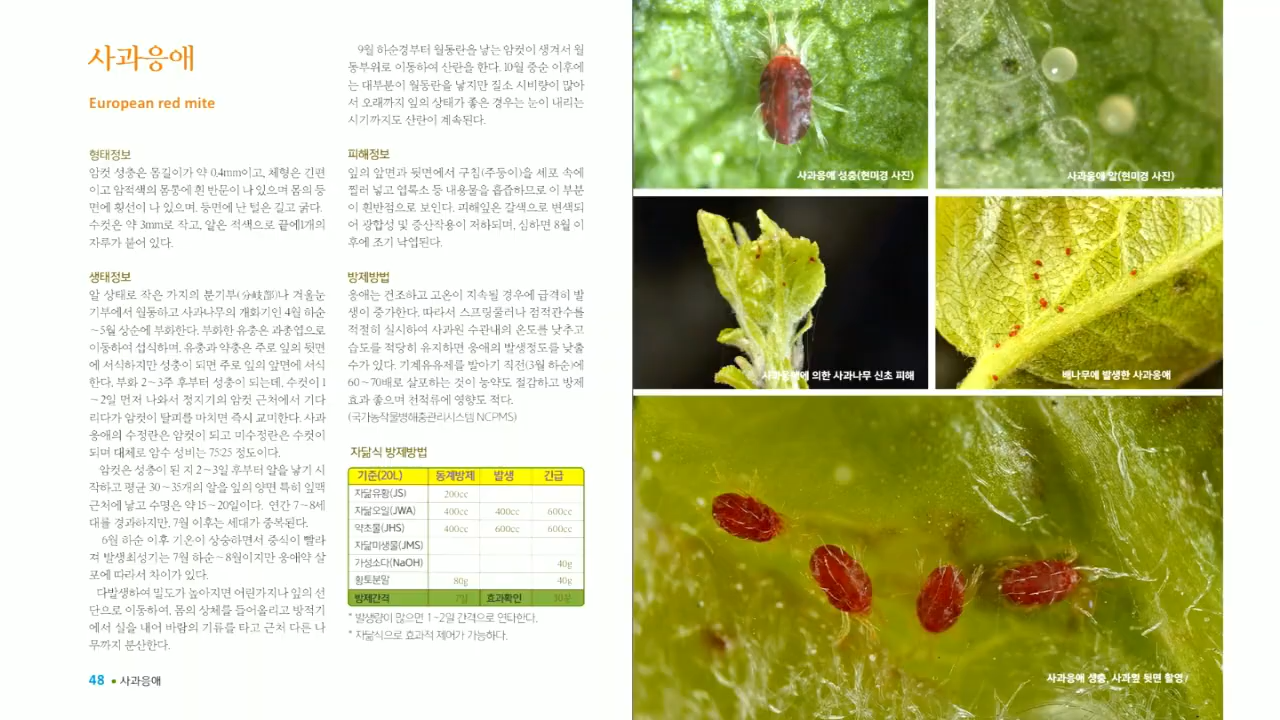 사과응애
European red mite
형태정보
암컷 성충은 몸길이가 약 0.4mm이고, 체형은 긴편
이고 암적색의 몸통에 흰 반문이 나 있으며 몸의 등
면에 황선이 나 있으며, 등면에 난 털은 길고 굵다.
수컷은 약 3mm로 작고, 알은 적색으로 끝에1개의
자루가 붙어 있다.
생태정보
알 상태로 작은 가지의 분기부(分岐部)나 겨울눈
기부에서 월동하고 사과나무의 개화기인 4월 하순
~5월 상순에 부화한다. 부화한 유충은 과총엽으로
이동하여 섭식하며, 유충과 약충은 주로 잎의 뒷면
에 서식하지만 성충이 되면 주로 잎의 앞면에 서식
한다. 부화 2~3주 후부터 성충이 되는데, 수컷이 1
~2일 먼저 나와서 정지기의 암컷 근처에서 기다
리다가 암컷이 탈피를 마치면 즉시 교미한다. 사과
응애의 수정란은 암컷이 되고 미수정란은 수컷이
되며 대체로 암수 성비는 75:25 정도이다.
암컷은 성충이 된 지 2~3일 후부터 알을 낳기 시
작하고 평균 30~35개의 알을 잎의 양면 특히 잎맥
근처에 낳고 수명은 약 15~20일이다. 연간 7~8세
대를 경과하지만, 7월 이후는 세대가 중복된다.
6월 하순 이후 기온이 상승하면서 증식이 빨라
져 발생최성기는 7월 하순~8월이지만 응애약 살
포에 따라서 차이가 있다.
다발생하여 밀도가 높아지면 어린가지나 잎의 선
단으로 이동하여, 몸의 상체를 들어올리고 방적기
에서 실을 내어 바람의 기류를 타고 근처 다른 나
무까지 분산한다.
48 • 사과응애
9월 하순경부터 월동란을 낳는 암컷이 생겨서 월
동부위로 이동하여 산란을 한다. 10월 중순 이후에
는 대부분이 월동란을 낳지만 질소 시비량이 많아
서 오래까지 잎의 상태가 좋은 경우는 눈이 내리는
시기까지도 산란이 계속된다.
피해정보
잎의 앞면과 뒷면에서 구침(주둥이)을 세포 속에
찔러 넣고 엽록소 등 내용물을 흡즙하므로 이 부분
이 흰반점으로 보인다. 피해잎은 갈색으로 변색되
어 광합성 및 증산작용이 저하되며, 심하면 8월 이
후에 조기 낙엽된다.
방제방법
응애는 건조하고 고온이 지속될 경우에 급격히 발
생이 증가한다. 따라서 스프링쿨러나 점적관수를
적절히 실시하여 사과원 수관내의 온도를 낮추고
습도를 적당히 유지하면 응애의 발생정도를 낮출
수가 있다. 기계유유제를 발아기 직전(3월 하순)에
60~70배로 살포하는 것이 농약도 절감하고 방제
효과 좋으며 천적류에 영향도 적다.
(국가농작물병해충관리시스템 NCPMS)
자닮식 방제방법
기준(20L) 동계방제 발생 긴급
자닮유황(JS) 200cc
자닮오일(JWA) 400cc 400cc 600cc
약초물(JHS) 400cc 600cc 600cc
자닮미생물(JMS)
가성소다(NaOH) 40g
황토분말 80g 40g
방제간격 7일 효과확인
* 발생량이 많으면 1~2일 간격으로 연타한다.
* 자닮식으로 효과적 제어가 가능하다.
사과응애 성충(현미경 사진)
사과응애 알(현미경 사진)
사과응애에 의한 사과나무 신초 피해
배나무에 발생한 사과응애
사과응애 성충, 사과잎 뒷면 촬영